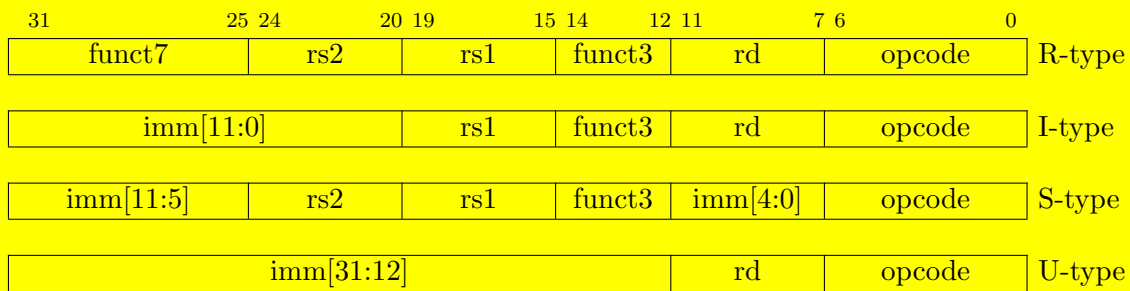 31 25 24 20 19 15 14 12 11 7 6 0
funct7 rs2 rs1 funct3 rd opcode R-type
imm[11:0] rs1 funct3 rd opcode I-type
imm[11:5] rs2 rs1 funct3 imm[4:0] opcode S-type
imm[31:12] rd opcode U-type